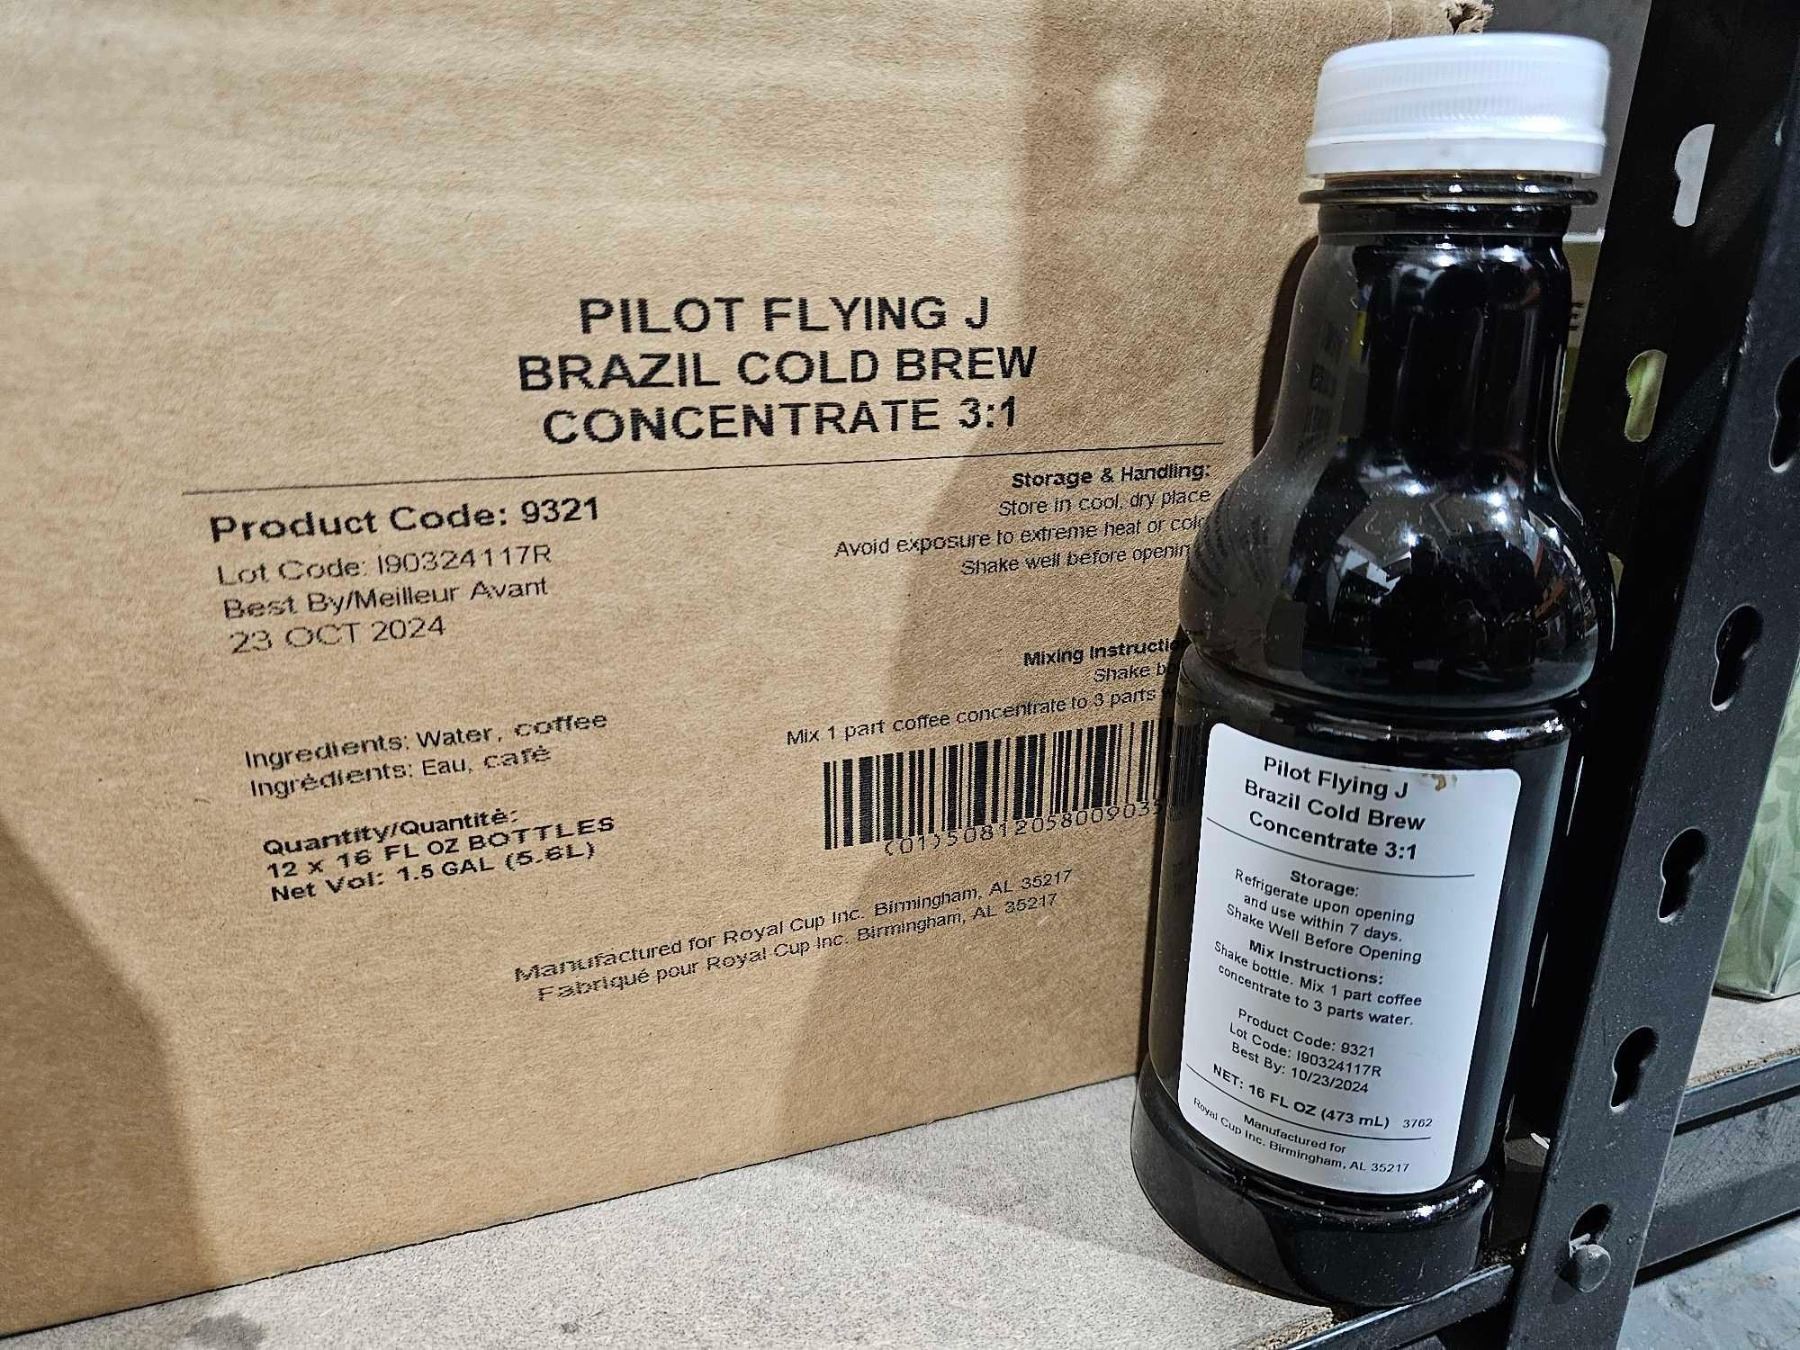 PILOT FLYING J
BRAZIL COLD BREW
CONCENTRATE 3:1
Product Code: 9321
Lot Code: I90324117R
Best By/Meilleur Avant
23 OCT 2024
Ingredients: Water, coffee
Ingrédients: Eau, café
Quantity/Quantité:
12 x 16 FL OZ BOTTLES
Net Vol: 1.5 GAL (5.6L)
Storage & Handling:
Store in cool, dry place
Avoid exposure to extreme heat or cold
Shake well before openin
Mixing Instructio
Shake bo
Mix 1 part coffee concentrate to 3 parts
(01)5081205800903
Manufactured for Royal Cup Inc. Birmingham, AL 35217
Fabriqué pour Royal Cup Inc. Birmingham, AL 35217
Pilot Flying J
Brazil Cold Brew
Concentrate 3:1
Storage:
Refrigerate upon opening
and use within 7 days.
Shake Well Before Opening
Mix Instructions:
Shake bottle. Mix 1 part coffee
concentrate to 3 parts water.
Product Code: 9321
Lot Code: I90324117R
Best By: 10/23/2024
NET: 16 FL OZ (473 mL) 3762
Manufactured for
Royal Cup Inc. Birmingham, AL 35217